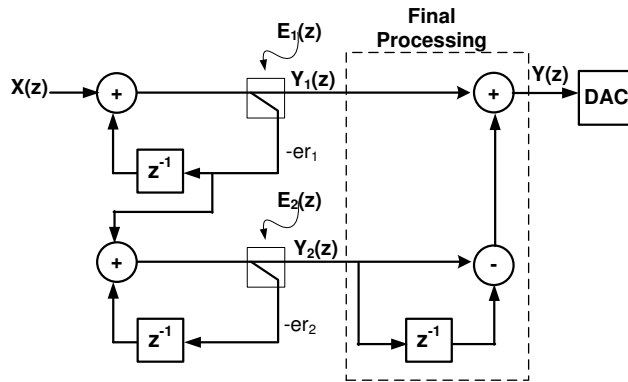 Final
Processing
E₁(z)
X(z)
+
Y₁(z)
+
Y(z)
DAC
z⁻¹
-er₁
E₂(z)
+
Y₂(z)
-
z⁻¹
-er₂
z⁻¹